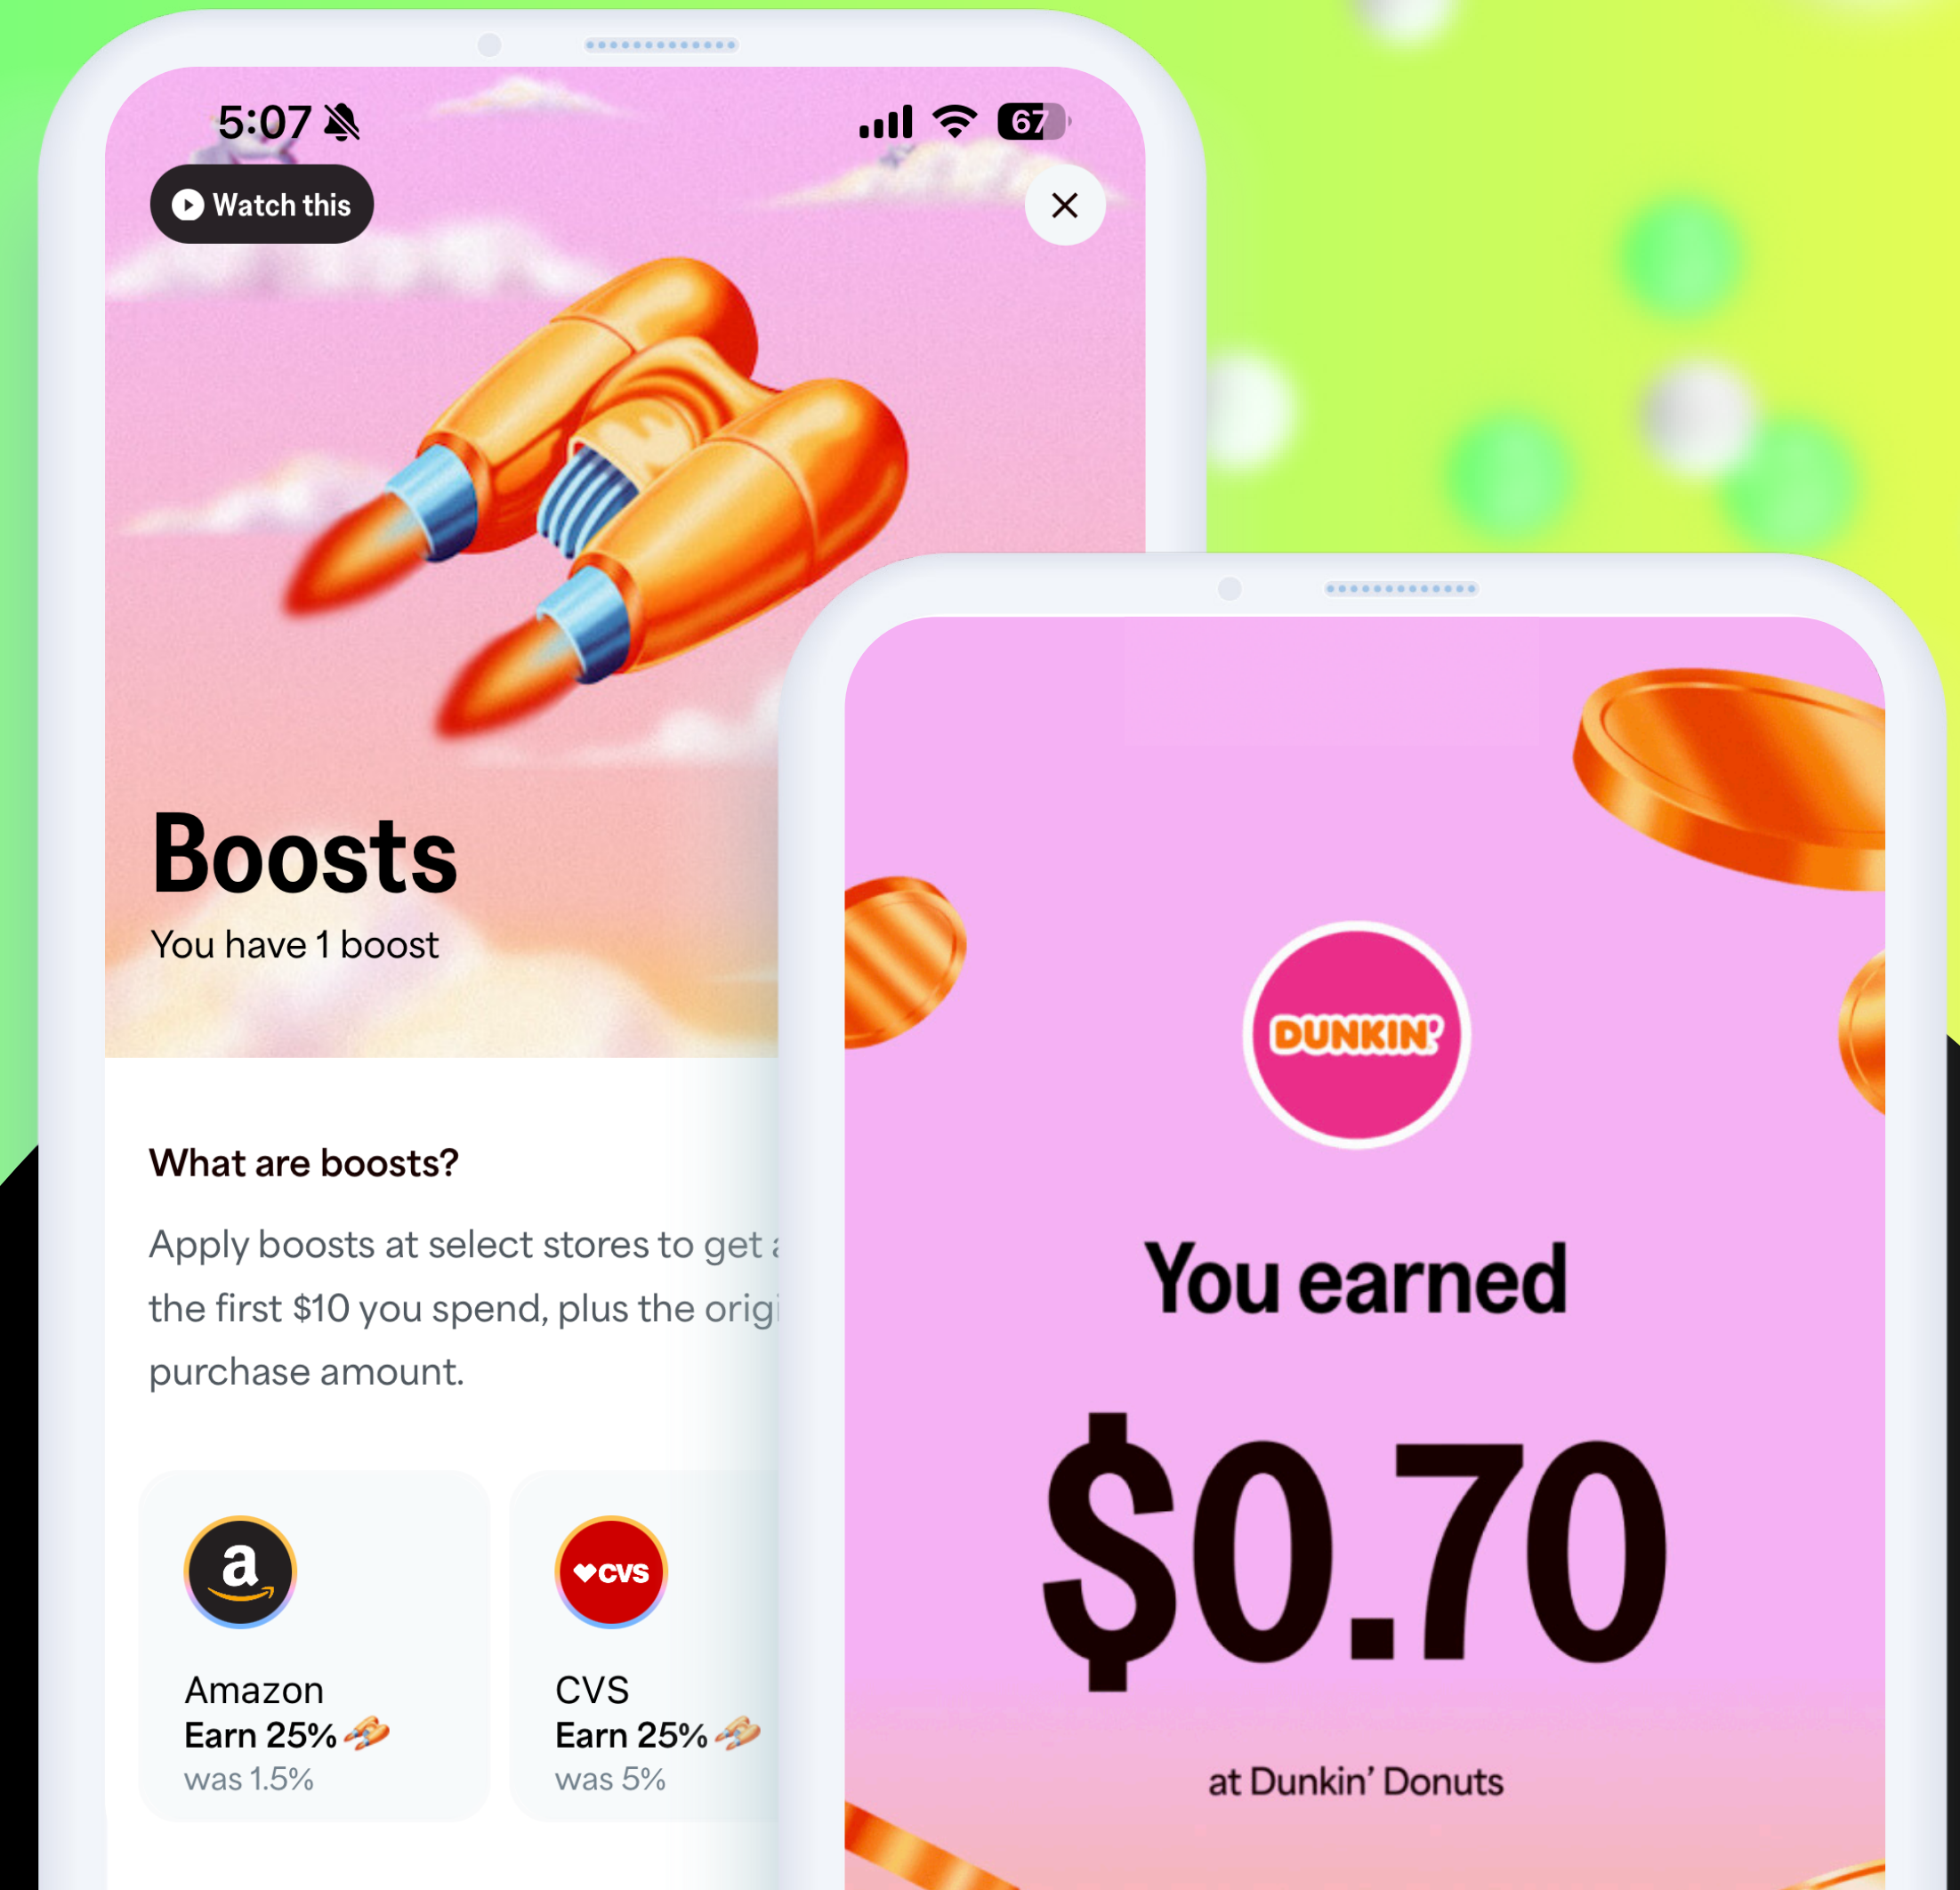 5:07
67
Watch this
Boosts
You have 1 boost
What are boosts?
Apply boosts at select stores to get
the first $10 you spend, plus the
purchase amount.
a
Amazon
Earn 25%
was 1.5%
CVS
CVS
Earn 25%
was 5%
DUNKIN'
You earned
$0.70
at Dunkin’ Donuts